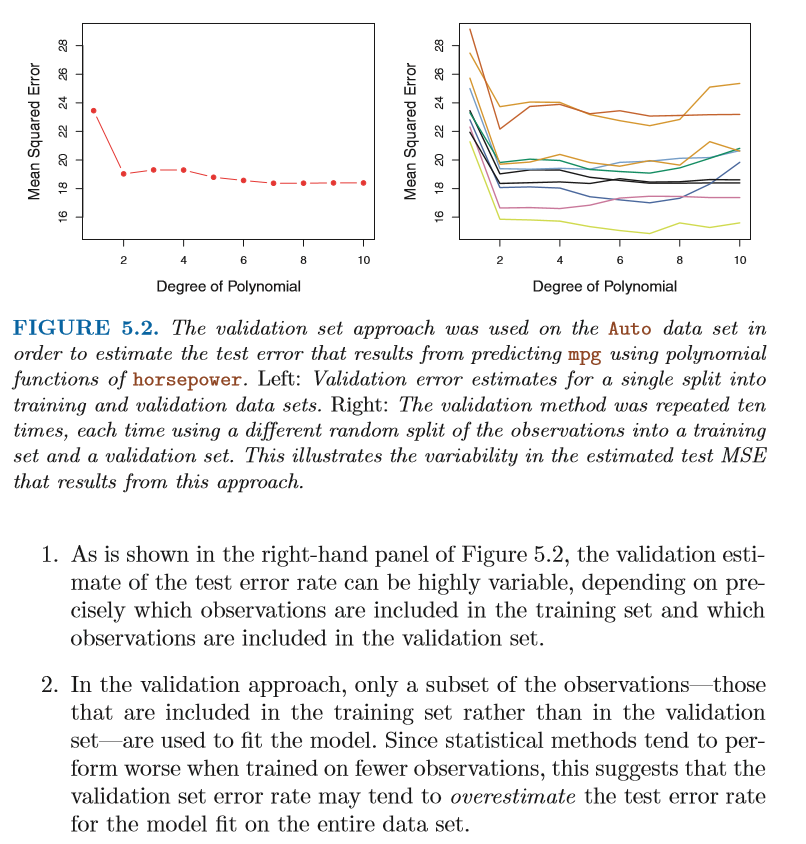 Mean Squared Error
16 18 20 22 24 26 28
2 4 6 8 10
Degree of Polynomial
Mean Squared Error
16 18 20 22 24 26 28
2 4 6 8 10
Degree of Polynomial
FIGURE 5.2. The validation set approach was used on the Auto data set in
order to estimate the test error that results from predicting mpg using polynomial
functions of horsepower. Left: Validation error estimates for a single split into
training and validation data sets. Right: The validation method was repeated ten
times, each time using a different random split of the observations into a training
set and a validation set. This illustrates the variability in the estimated test MSE
that results from this approach.
1. As is shown in the right-hand panel of Figure 5.2, the validation esti-
mate of the test error rate can be highly variable, depending on pre-
cisely which observations are included in the training set and which
observations are included in the validation set.
2. In the validation approach, only a subset of the observations—those
that are included in the training set rather than in the validation
set—are used to fit the model. Since statistical methods tend to per-
form worse when trained on fewer observations, this suggests that the
validation set error rate may tend to overestimate the test error rate
for the model fit on the entire data set.